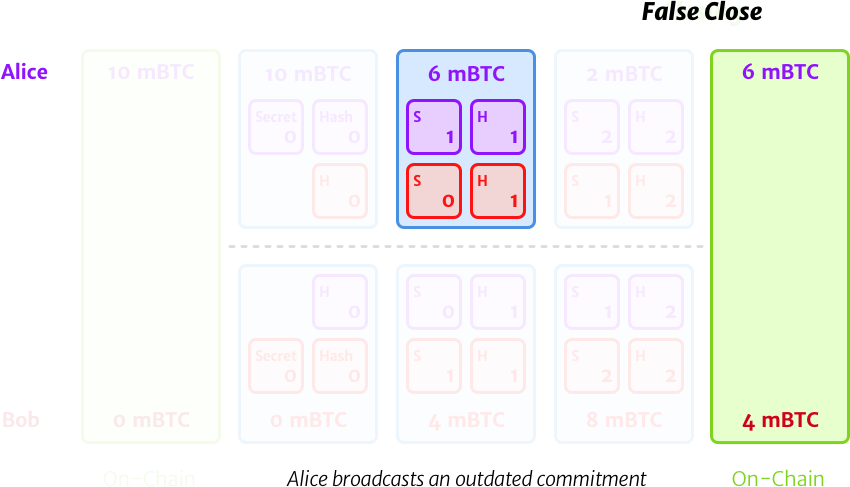 False Close
Alice 10 mBTC 10 mBTC 6 mBTC 2 mBTC 6 mBTC
Secret Hash S H S H
0 0 1 1 2 2
H S H S H
0 0 1 1 2
H S H S H
0 0 1 1 2
Secret Hash S H S H
0 0 1 1 2 2
Bob 0 mBTC 0 mBTC 4 mBTC 8 mBTC 4 mBTC
On-Chain Alice broadcasts an outdated commitment On-Chain